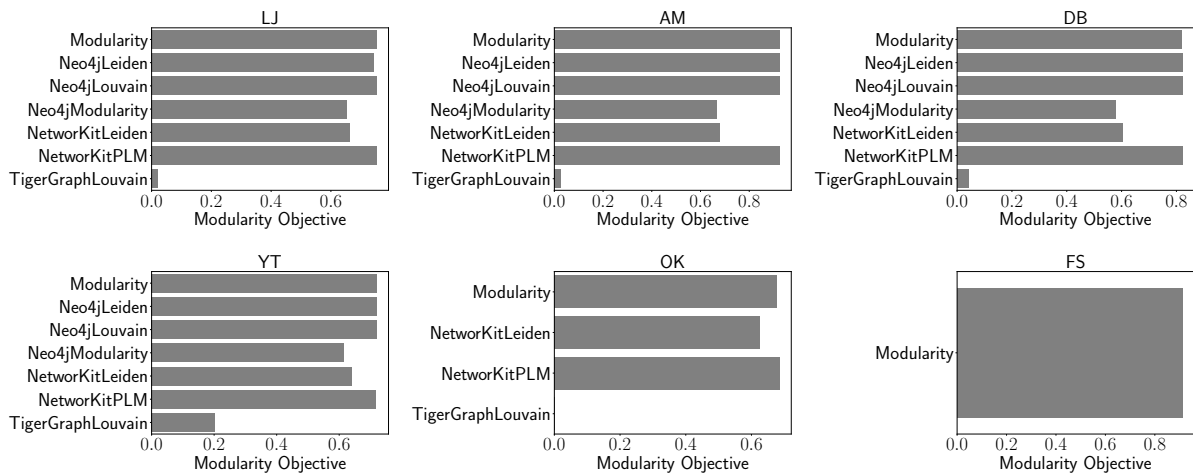 LJ
Modularity
Neo4jLeiden
Neo4jLouvain
Neo4jModularity
NetworKitLeiden
NetworKitPLM
TigerGraphLouvain
0.0 0.2 0.4 0.6
Modularity Objective
AM
Modularity
Neo4jLeiden
Neo4jLouvain
Neo4jModularity
NetworKitLeiden
NetworKitPLM
TigerGraphLouvain
0.0 0.2 0.4 0.6 0.8
Modularity Objective
DB
Modularity
Neo4jLeiden
Neo4jLouvain
Neo4jModularity
NetworKitLeiden
NetworKitPLM
TigerGraphLouvain
0.0 0.2 0.4 0.6 0.8
Modularity Objective
YT
Modularity
Neo4jLeiden
Neo4jLouvain
Neo4jModularity
NetworKitLeiden
NetworKitPLM
TigerGraphLouvain
0.0 0.2 0.4 0.6
Modularity Objective
OK
Modularity
NetworKitLeiden
NetworKitPLM
TigerGraphLouvain
0.0 0.2 0.4 0.6
Modularity Objective
FS
Modularity
0.0 0.2 0.4 0.6 0.8
Modularity Objective